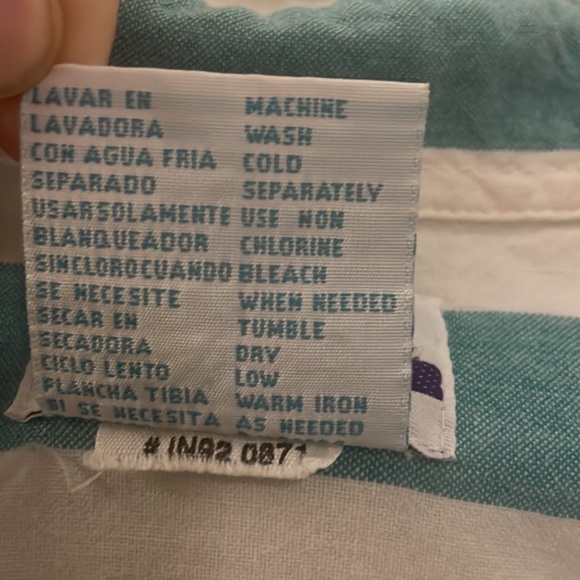 LAVAR EN
LAVADORA
CON AGUA FRIA
SEPARADO
USARSOLAMENTE
BLANQUEADOR
SINCLOROCUANDO
SE NECESITE
SECAR EN
SECADORA
CICLO LENTO
PLANCHA TIBIA
SI SE NECESITA
MACHINE
WASH
COLD
SEPARATELY
USE NON
CHLORINE
BLEACH
WHEN NEEDED
TUMBLE
DRY
LOW
WARM IRON
AS NEEDED
# IN92 0871